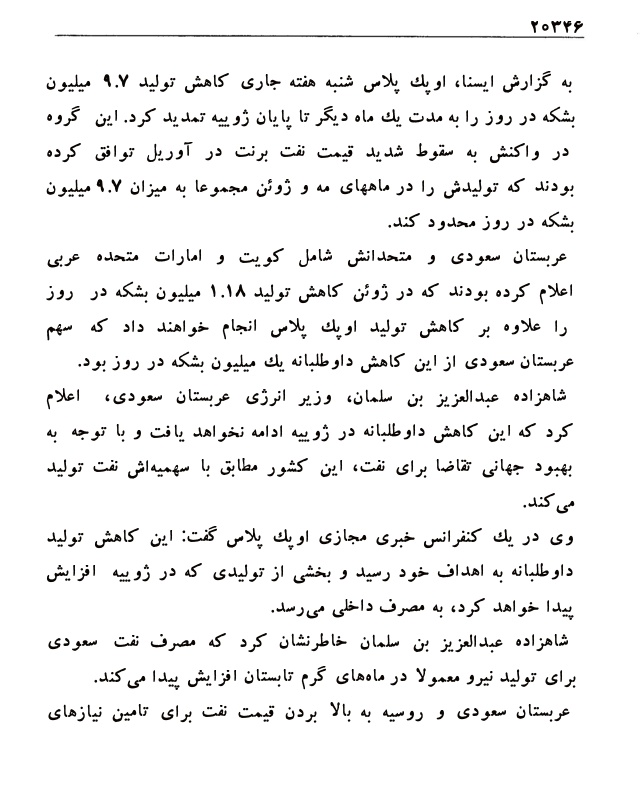 ۲۰۳۴۶
به گزارش ایسنا، اوپك پلاس شنبه هفته جاری کاهش تولید ۹.۷ میلیون
بشکه در روز را به مدت یك ماه دیگر تا پایان ژوییه تمدید کرد. این گروه
در واکنش به سقوط شدید قیمت نفت برنت در آوریل توافق کرده
بودند که تولیدش را در ماههای مه و ژوئن مجموعا به میزان ۹.۷ میلیون
بشکه در روز محدود کند.
عربستان سعودی و متحدانش شامل کویت و امارات متحده عربی
اعلام کرده بودند که در ژوئن کاهش تولید ۱.۱۸ میلیون بشکه در روز
را علاوه بر کاهش تولید اوپك پلاس انجام خواهند داد که سهم
عربستان سعودی از این کاهش داوطلبانه یك میلیون بشکه در روز بود.
شاهزاده عبدالعزیز بن سلمان، وزیر انرژی عربستان سعودی، اعلام
کرد که این کاهش داوطلبانه در ژوییه ادامه نخواهد یافت و با توجه به
بهبود جهانی تقاضا برای نفت، این کشور مطابق با سهمیه‌اش نفت تولید
می‌کند.
وی در یك کنفرانس خبری مجازی اوپك پلاس گفت: این کاهش تولید
داوطلبانه به اهداف خود رسید و بخشی از تولیدی که در ژوییه افزایش
پیدا خواهد کرد، به مصرف داخلی می‌رسد.
شاهزاده عبدالعزیز بن سلمان خاطرنشان کرد که مصرف نفت سعودی
برای تولید نیرو معمولا در ماه‌های گرم تابستان افزایش پیدا می‌کند.
عربستان سعودی و روسیه به بالا بردن قیمت نفت برای تامین نیازهای